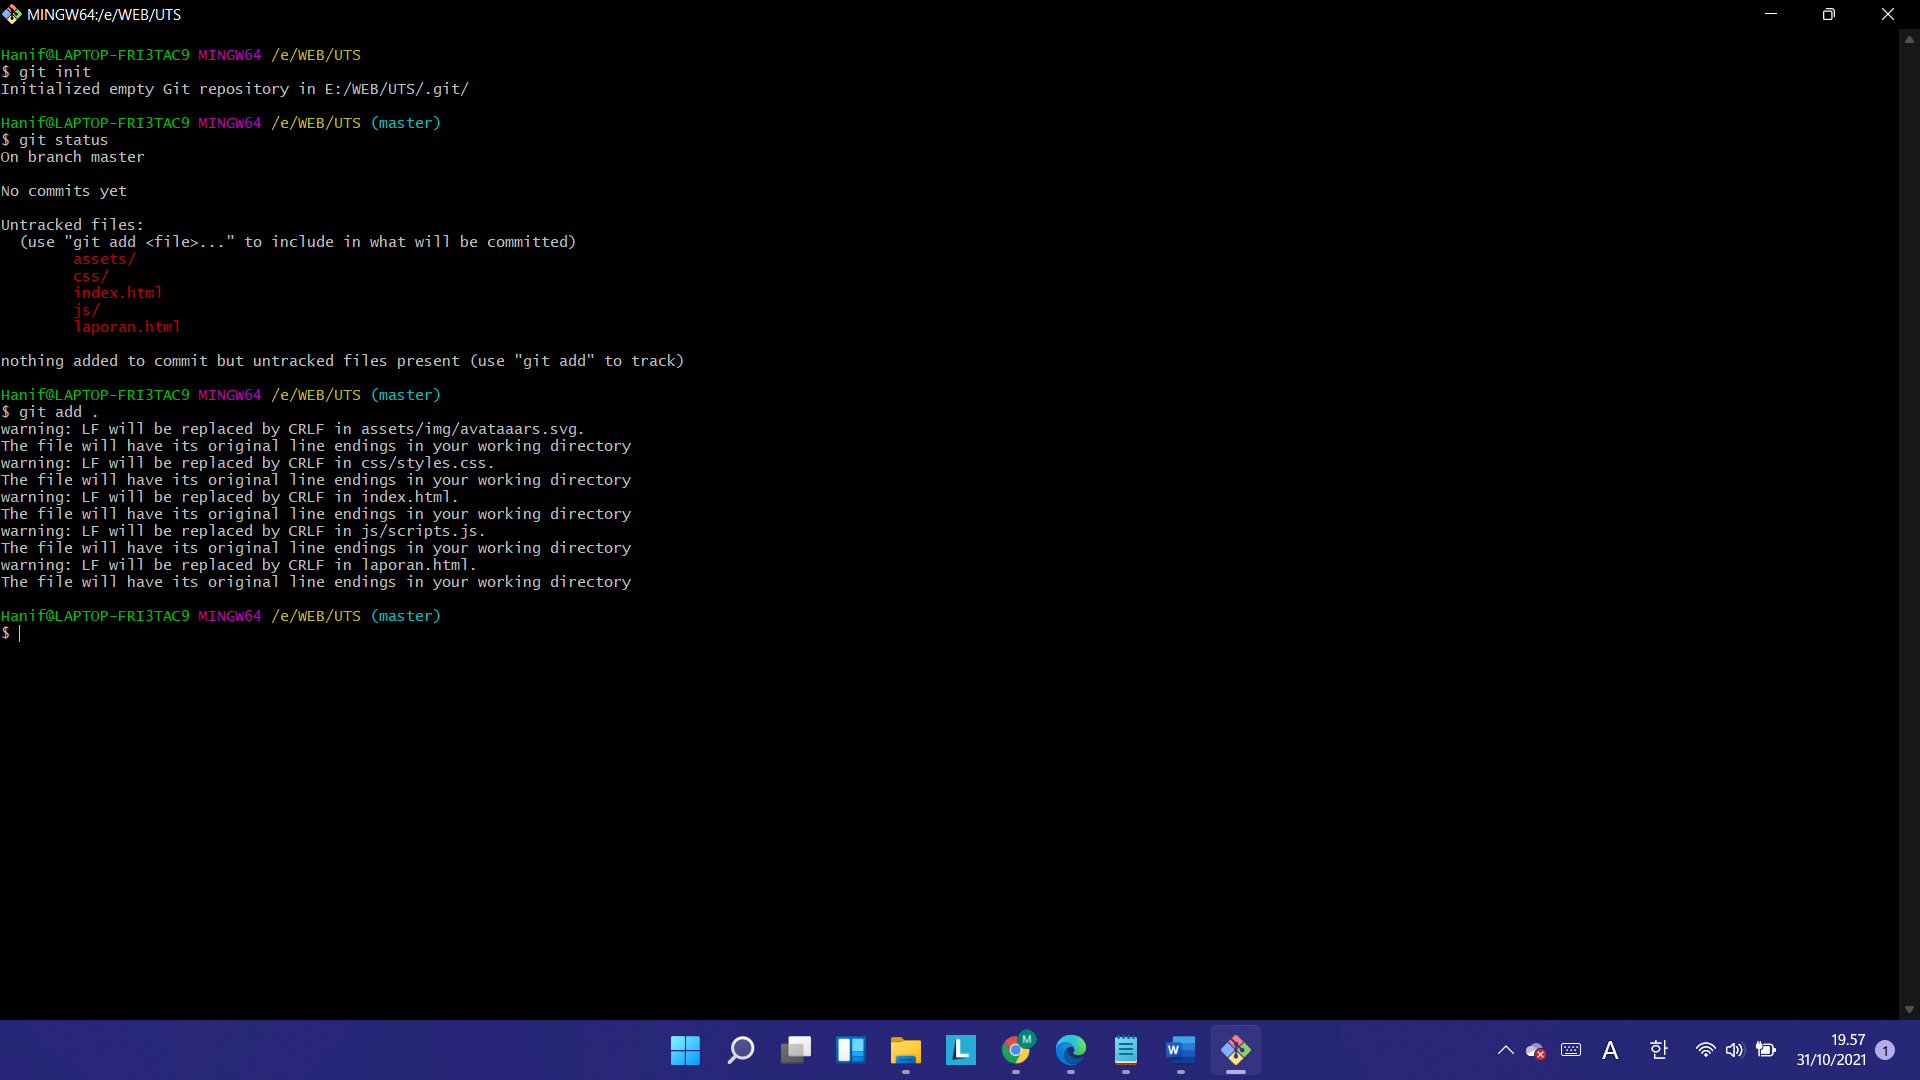 MINGW64:/e/WEB/UTS
Hanif@LAPTOP-FRI3TAC9 MINGW64 /e/WEB/UTS
$ git init
Initialized empty Git repository in E:/WEB/UTS/.git/
Hanif@LAPTOP-FRI3TAC9 MINGW64 /e/WEB/UTS (master)
$ git status
On branch master
No commits yet
Untracked files:
  (use "git add <file>..." to include in what will be committed)
        assets/
        css/
        index.html
        js/
        laporan.html
nothing added to commit but untracked files present (use "git add" to track)
Hanif@LAPTOP-FRI3TAC9 MINGW64 /e/WEB/UTS (master)
$ git add .
warning: LF will be replaced by CRLF in assets/img/avataaars.svg.
The file will have its original line endings in your working directory
warning: LF will be replaced by CRLF in css/styles.css.
The file will have its original line endings in your working directory
warning: LF will be replaced by CRLF in index.html.
The file will have its original line endings in your working directory
warning: LF will be replaced by CRLF in js/scripts.js.
The file will have its original line endings in your working directory
warning: LF will be replaced by CRLF in laporan.html.
The file will have its original line endings in your working directory
Hanif@LAPTOP-FRI3TAC9 MINGW64 /e/WEB/UTS (master)
$
L
M
W
A
한
19.57
31/10/2021
1